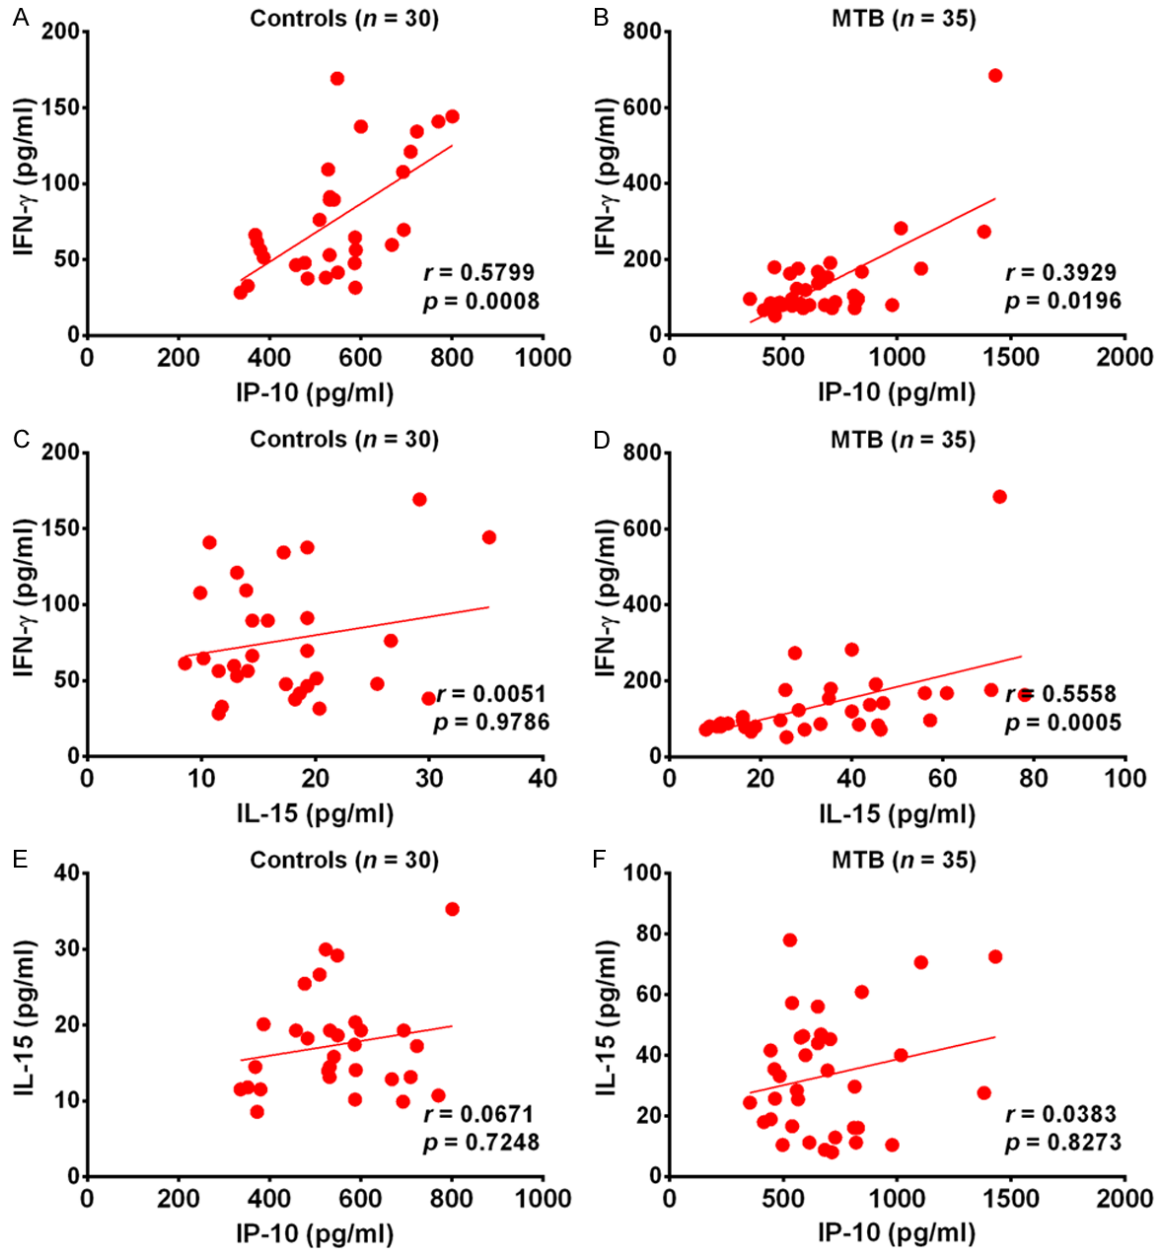 A
Controls (n = 30)
IFN-γ (pg/ml)
200
150
100
50
0
r = 0.5799
p = 0.0008
0 200 400 600 800 1000
IP-10 (pg/ml)
B
MTB (n = 35)
IFN-γ (pg/ml)
800
600
400
200
0
r = 0.3929
p = 0.0196
0 500 1000 1500 2000
IP-10 (pg/ml)
C
Controls (n = 30)
IFN-γ (pg/ml)
200
150
100
50
0
r = 0.0051
p = 0.9786
0 10 20 30 40
IL-15 (pg/ml)
D
MTB (n = 35)
IFN-γ (pg/ml)
800
600
400
200
0
r = 0.5558
p = 0.0005
0 20 40 60 80 100
IL-15 (pg/ml)
E
Controls (n = 30)
IL-15 (pg/ml)
40
30
20
10
0
r = 0.0671
p = 0.7248
0 200 400 600 800 1000
IP-10 (pg/ml)
F
MTB (n = 35)
IL-15 (pg/ml)
100
80
60
40
20
0
r = 0.0383
p = 0.8273
0 500 1000 1500 2000
IP-10 (pg/ml)